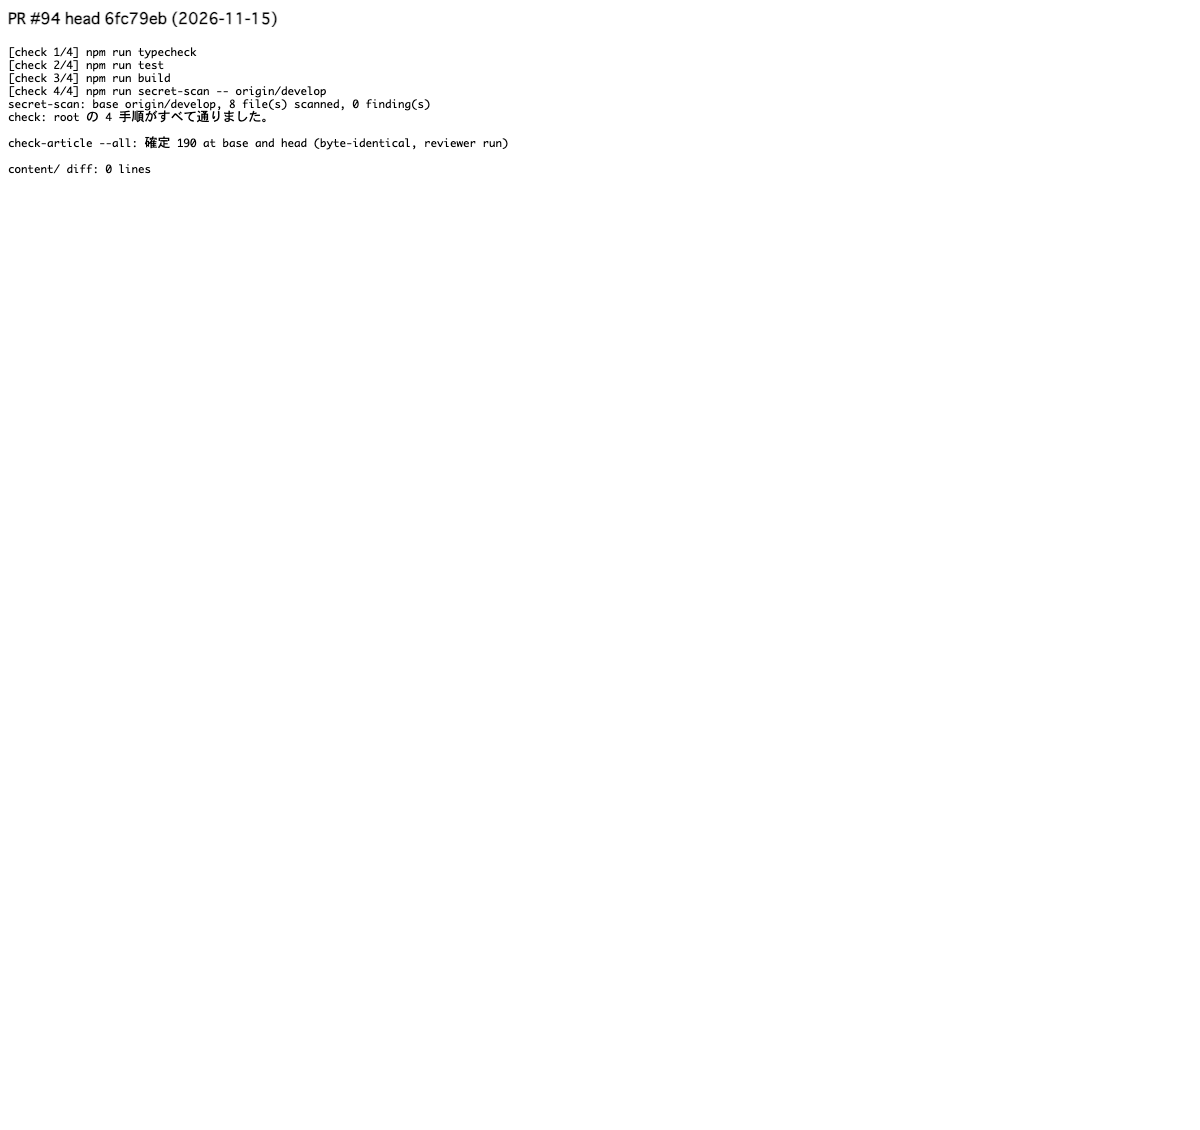 PR #94 head 6fc79eb (2026-11-15)
[check 1/4] npm run typecheck
[check 2/4] npm run test
[check 3/4] npm run build
[check 4/4] npm run secret-scan -- origin/develop
secret-scan: base origin/develop, 8 file(s) scanned, 0 finding(s)
check: root の 4 手順がすべて通りました。
check-article --all: 確定 190 at base and head (byte-identical, reviewer run)
content/ diff: 0 lines